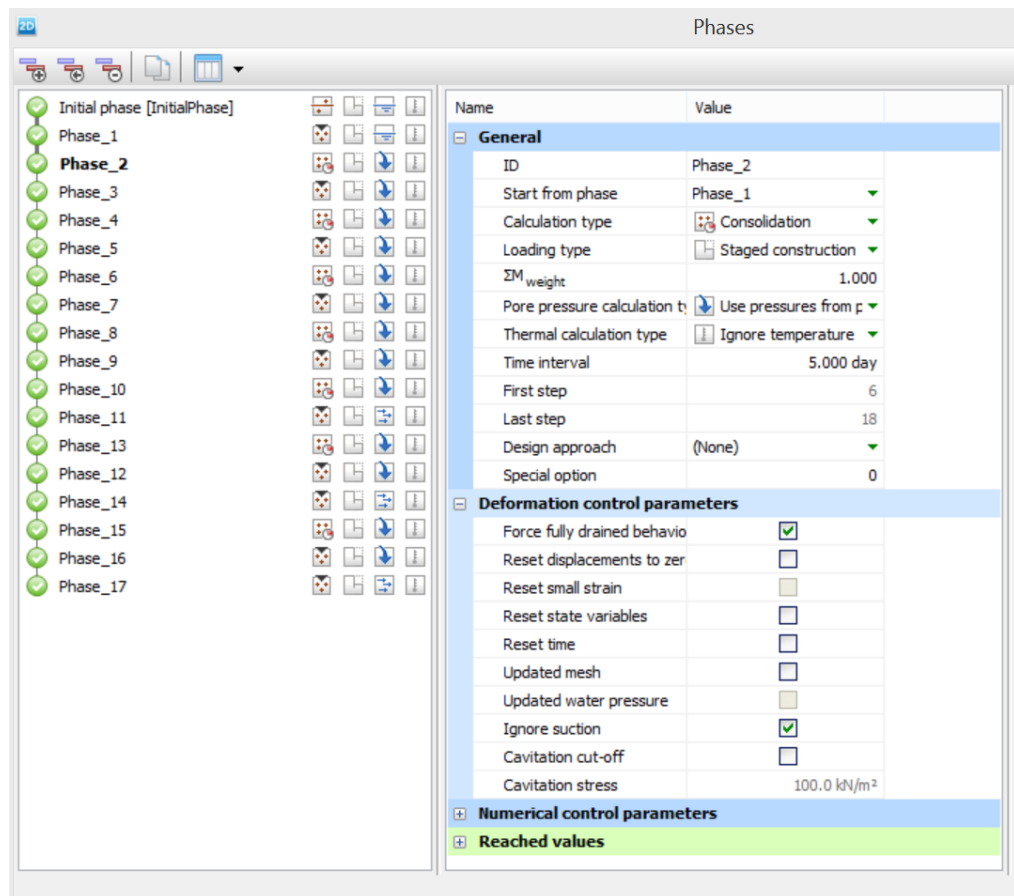 2D
Phases
Initial phase [InitialPhase]
Phase_1
Phase_2
Phase_3
Phase_4
Phase_5
Phase_6
Phase_7
Phase_8
Phase_9
Phase_10
Phase_11
Phase_13
Phase_12
Phase_14
Phase_15
Phase_16
Phase_17
Name Value
General
ID Phase_2
Start from phase Phase_1
Calculation type Consolidation
Loading type Staged construction
ΣM weight 1.000
Pore pressure calculation ty Use pressures from p
Thermal calculation type Ignore temperature
Time interval 5.000 day
First step 6
Last step 18
Design approach (None)
Special option 0
Deformation control parameters
Force fully drained behavio
Reset displacements to zer
Reset small strain
Reset state variables
Reset time
Updated mesh
Updated water pressure
Ignore suction
Cavitation cut-off
Cavitation stress 100.0 kN/m²
Numerical control parameters
Reached values